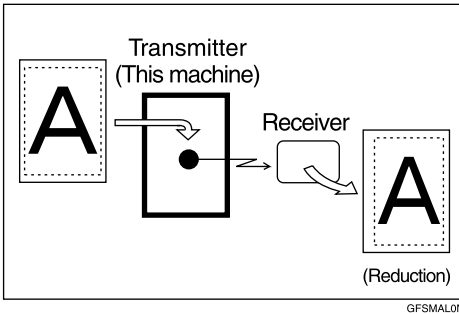 Transmitter
(This machine)
A
Receiver
A
(Reduction)